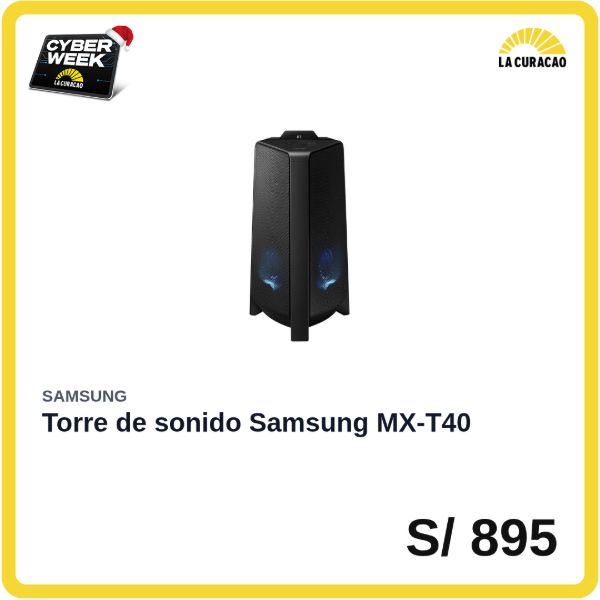 CYBER
WEEK
LA CURACAO
LA CURACAO
SAMSUNG
Torre de sonido Samsung MX-T40
S/ 895